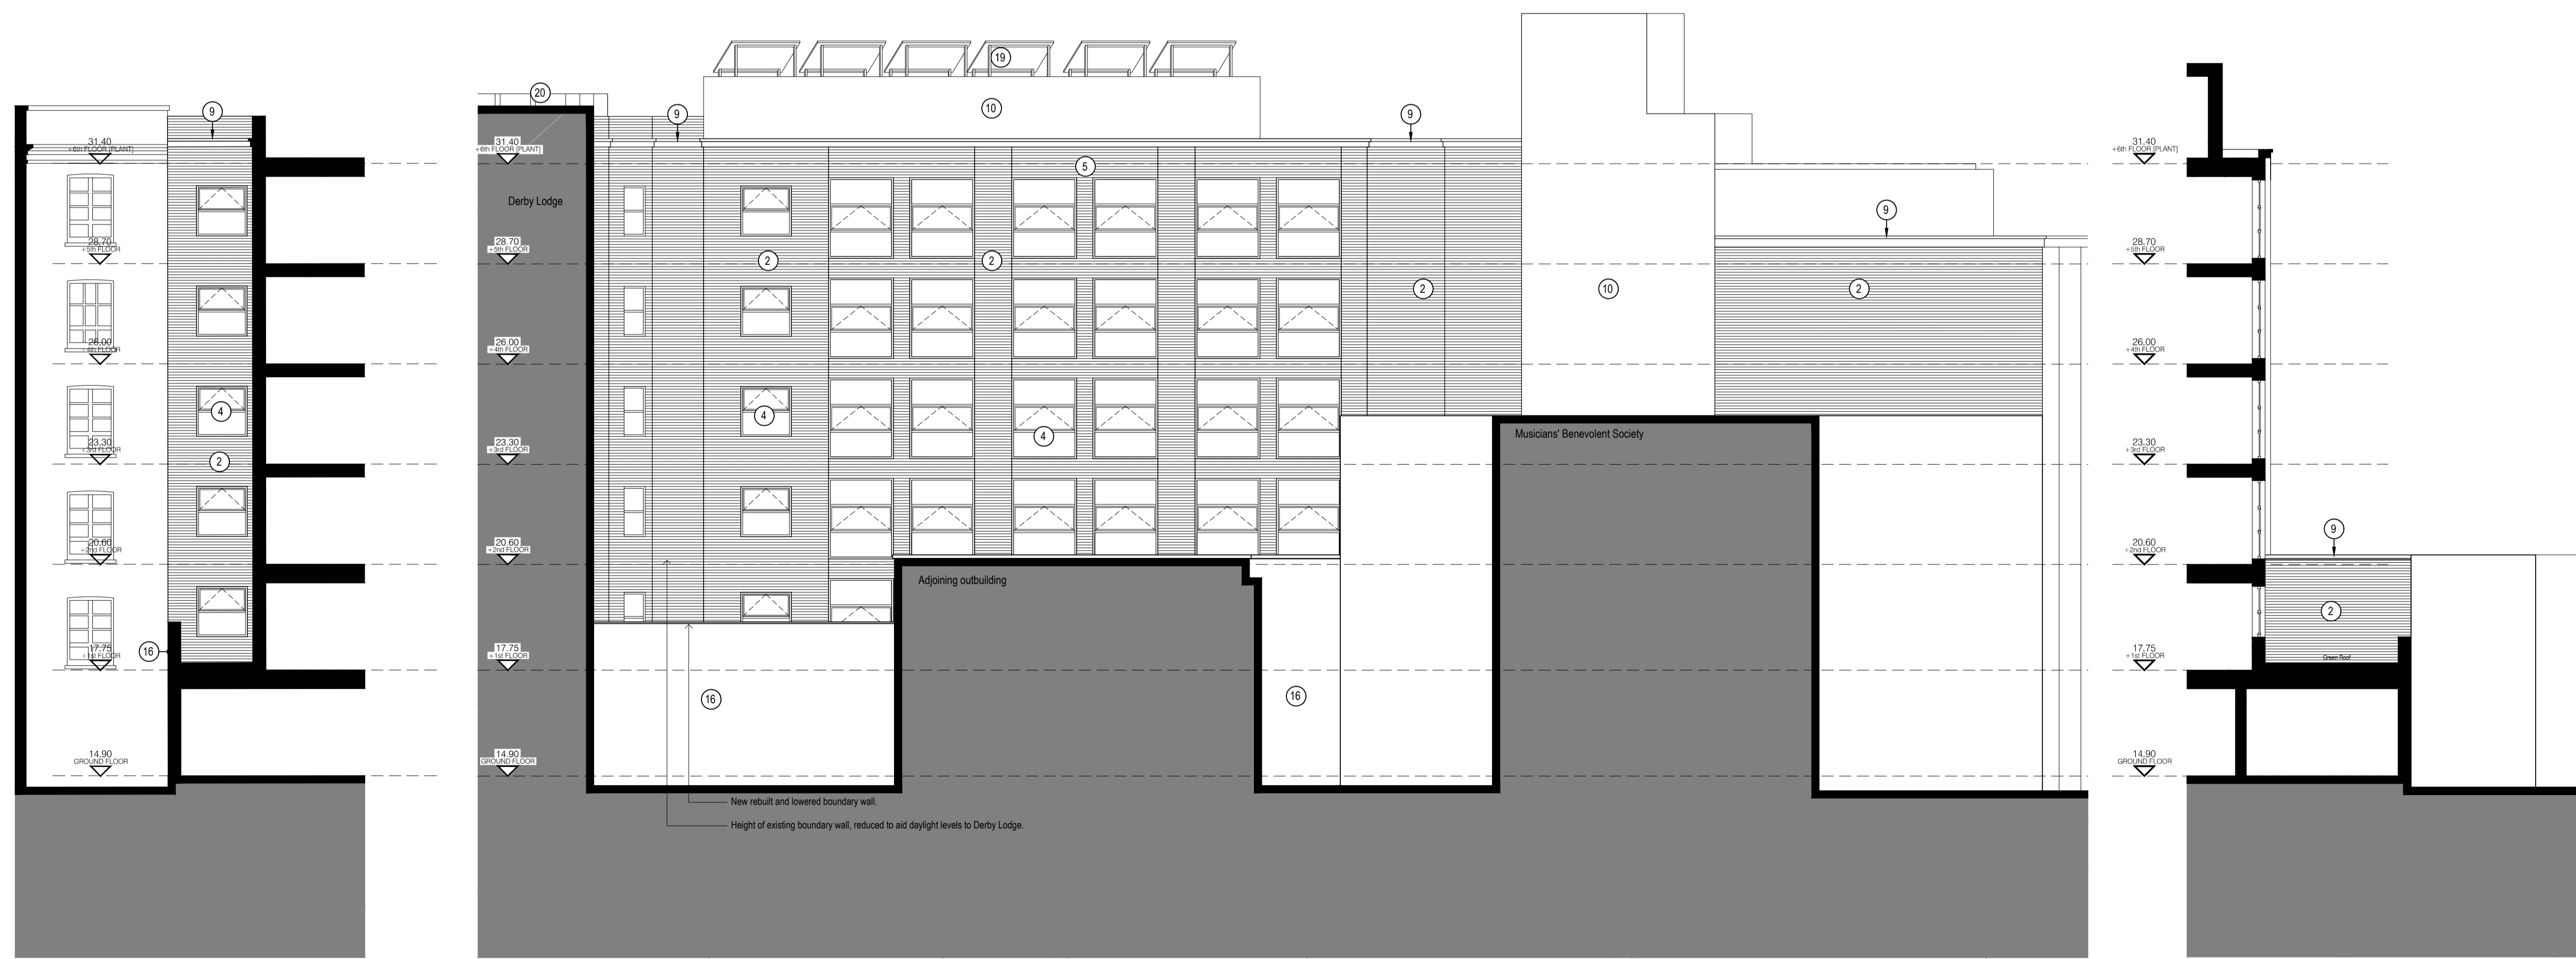 9
31.40
+6th FLOOR [PLANT]
28.70
+5th FLOOR
26.00
+4th FLOOR
4
23.30
+3rd FLOOR
2
20.60
+2nd FLOOR
16
17.75
+1st FLOOR
14.90
GROUND FLOOR
19
20
10
9
9
31.40
+6th FLOOR [PLANT]
5
Derby Lodge
9
28.70
+5th FLOOR
2
2
2
10
2
26.00
+4th FLOOR
4
4
Musicians' Benevolent Society
23.30
+3rd FLOOR
20.60
+2nd FLOOR
Adjoining outbuilding
17.75
+1st FLOOR
16
16
14.90
GROUND FLOOR
New rebuilt and lowered boundary wall.
Height of existing boundary wall, reduced to aid daylight levels to Derby Lodge.
31.40
+6th FLOOR [PLANT]
28.70
+5th FLOOR
26.00
+4th FLOOR
23.30
+3rd FLOOR
9
20.60
+2nd FLOOR
2
17.75
+1st FLOOR
Green Roof
14.90
GROUND FLOOR